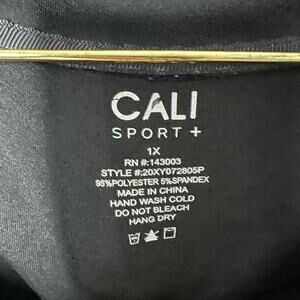 CALI
SPORT +
1X
RN #:143003
STYLE #:20XY072805P
95%POLYESTER 5%SPANDEX
MADE IN CHINA
HAND WASH COLD
DO NOT BLEACH
HANG DRY